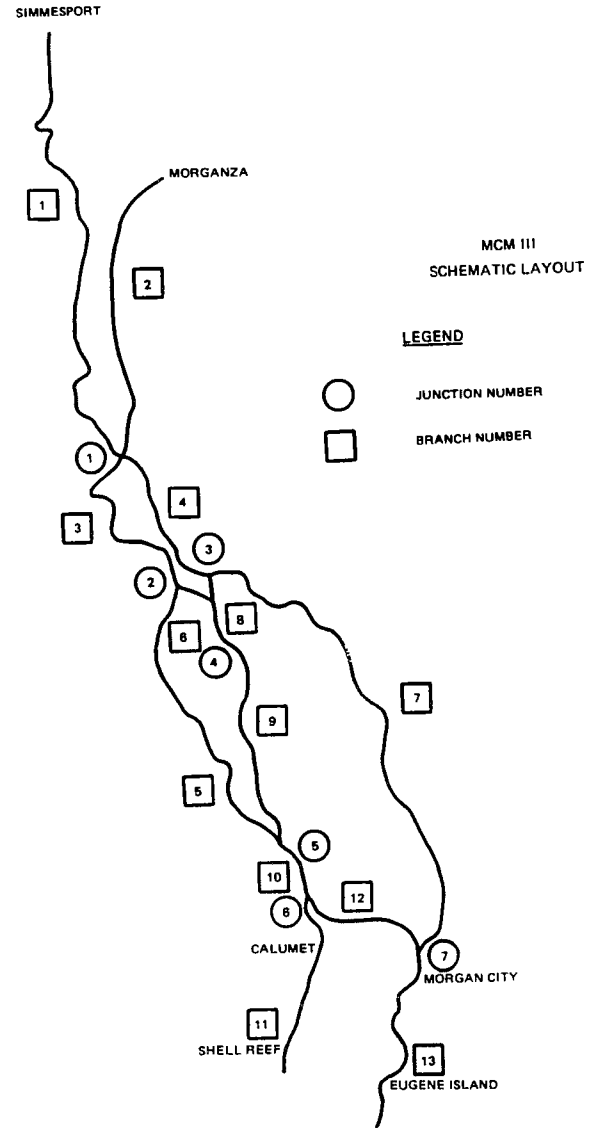 SIMMESPORT
MORGANZA
1
2
MCM III
SCHEMATIC LAYOUT
LEGEND
JUNCTION NUMBER
BRANCH NUMBER
1
4
3
3
2
8
6
4
7
9
5
5
10
12
6
CALUMET
7
MORGAN CITY
11
SHELL REEF
13
EUGENE ISLAND